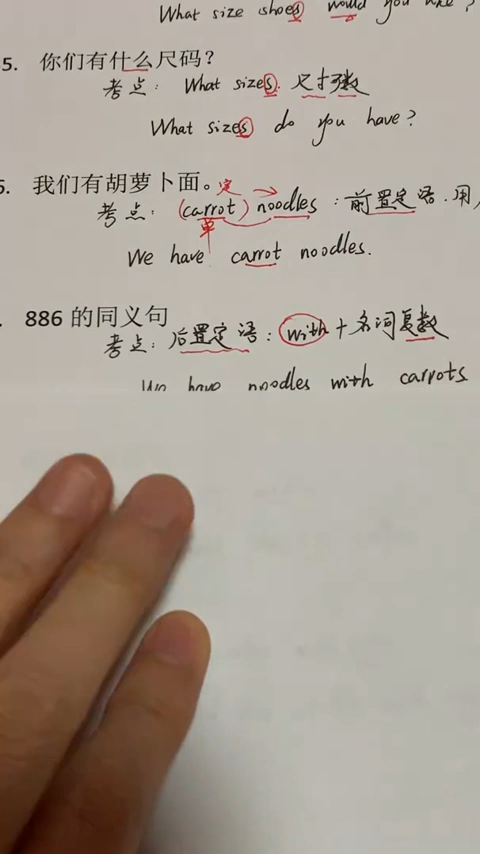 What size shoes would you like?
5. 你们有什么尺码？
考点: What sizes. 尺寸可数
What sizes do you have?
6. 我们有胡萝卜面。定
考点: (carrot) noodles : 前置定语. 用
单
We have carrot noodles.
. 886 的同义句
考点: 后置定语: with + 名词复数
We have noodles with carrots